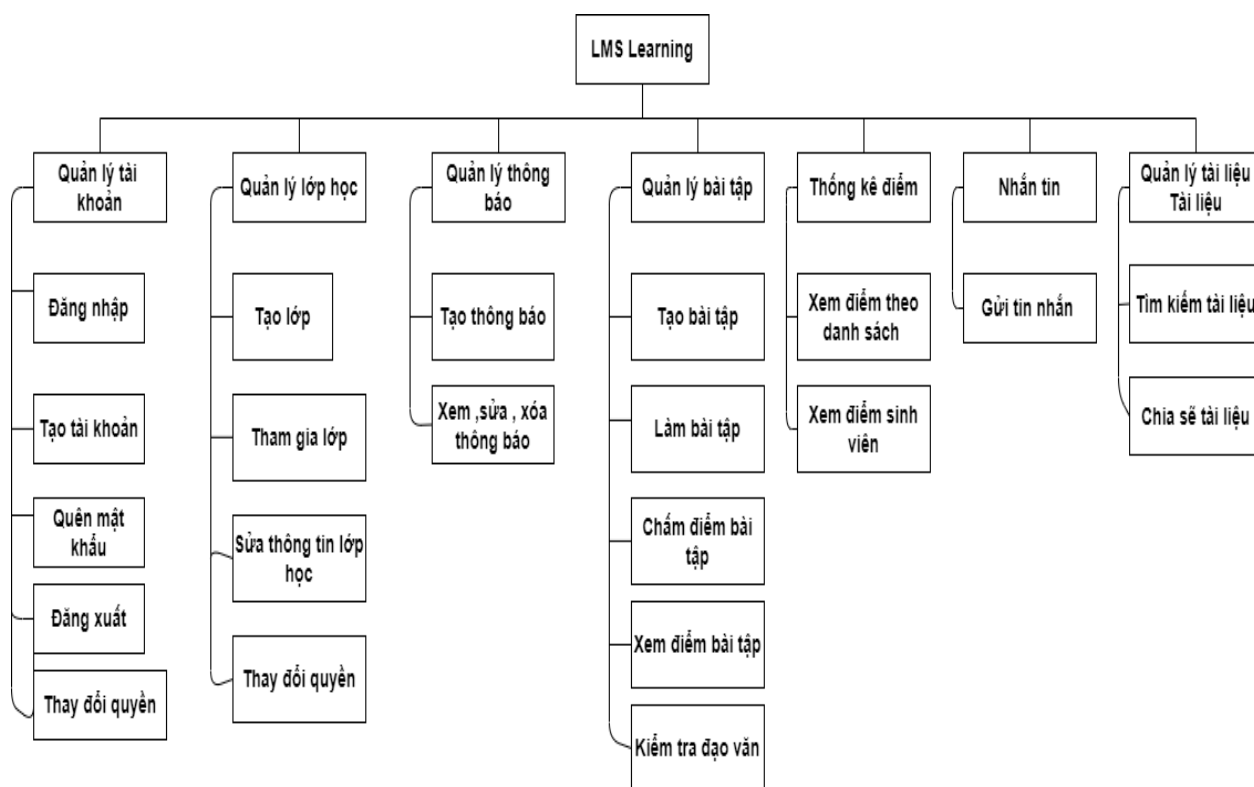 LMS Learning
Quản lý tài
khoản
Quản lý lớp học
Quản lý thông
báo
Quản lý bài tập
Thống kê điểm
Nhắn tin
Quản lý tài liệu
Tài liệu
Đăng nhập
Tạo lớp
Tạo thông báo
Tạo bài tập
Xem điểm theo
danh sách
Gửi tin nhắn
Tìm kiếm tài liệu
Tạo tài khoản
Tham gia lớp
Xem ,sửa , xóa
thông báo
Làm bài tập
Xem điểm sinh
viên
Chia sẽ tài liệu
Quên mật
khẩu
Sửa thông tin lớp
học
Chấm điểm bài
tập
Đăng xuất
Xem điểm bài tập
Thay đổi quyền
Thay đổi quyền
Kiểm tra đạo văn